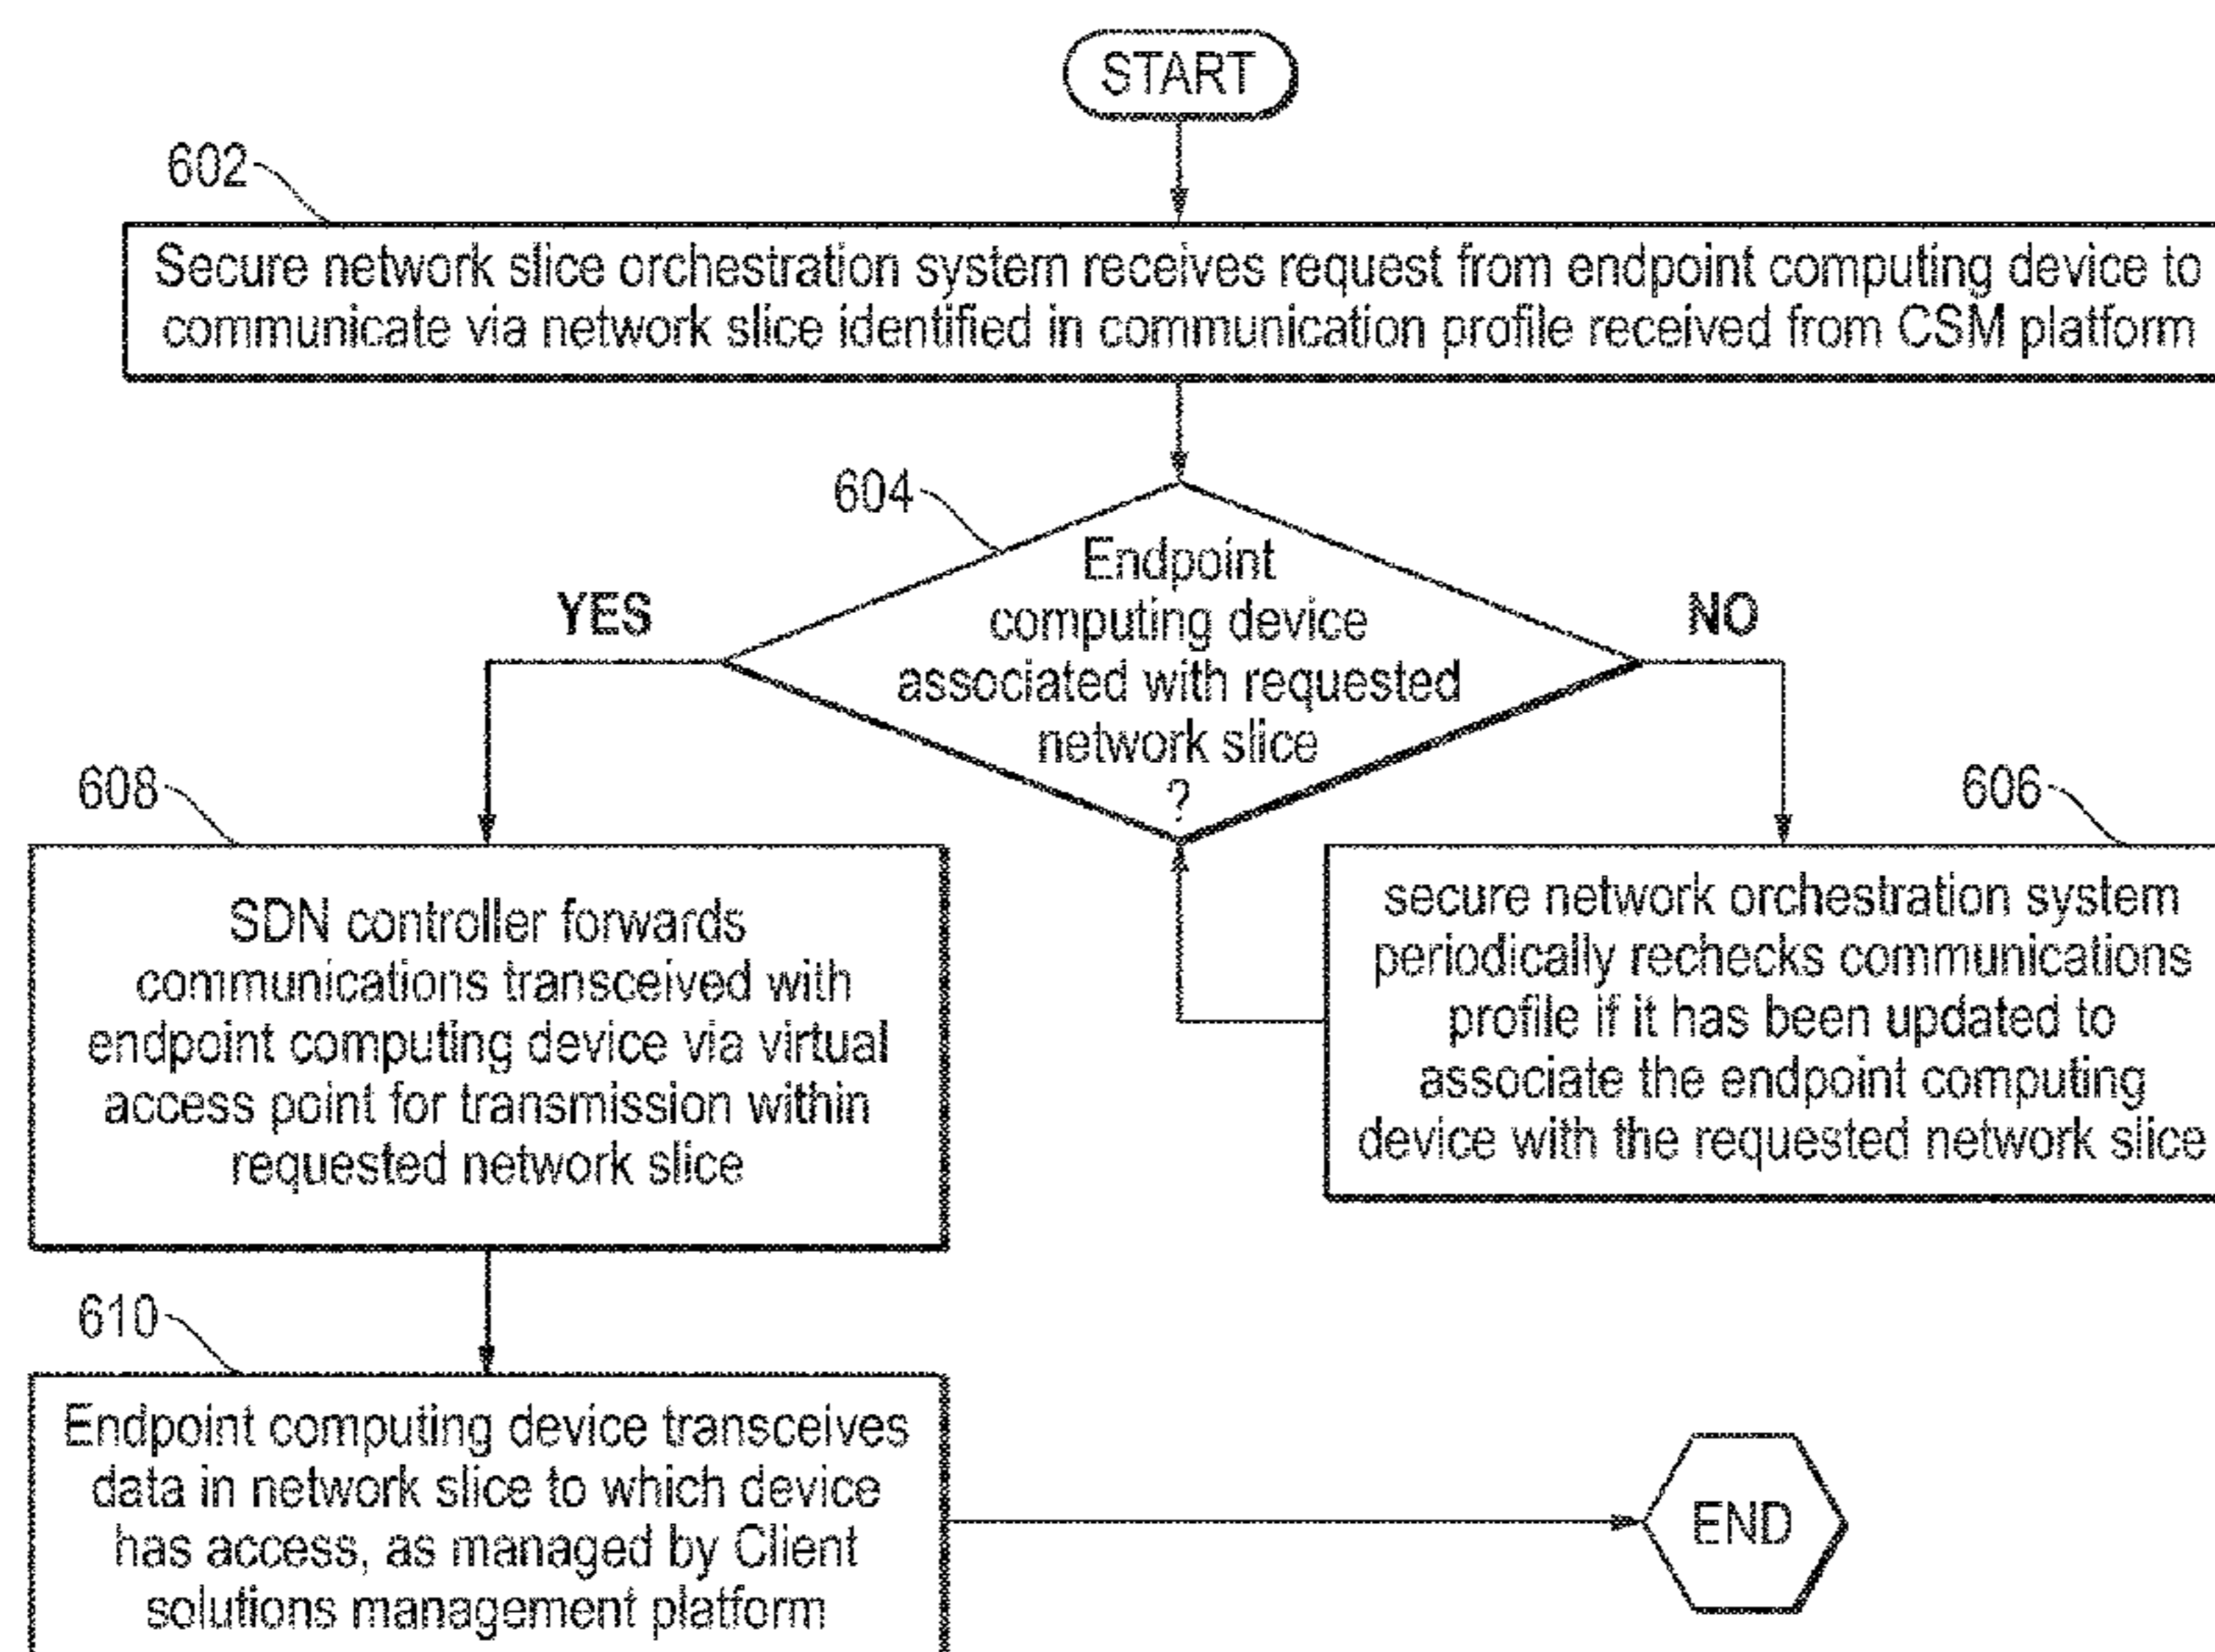 START
602
Secure network slice orchestration system receives request from endpoint computing device to
communicate via network slice identified in communication profile received from CSM platform
604
Endpoint
computing device
associated with requested
network slice
?
YES
NO
608
606
SDN controller forwards
communications transceived with
endpoint computing device via virtual
access point for transmission within
requested network slice
secure network orchestration system
periodically rechecks communications
profile if it has been updated to
associate the endpoint computing
device with the requested network slice
610
Endpoint computing device transceives
data in network slice to which device
has access, as managed by Client
solutions management platform
END